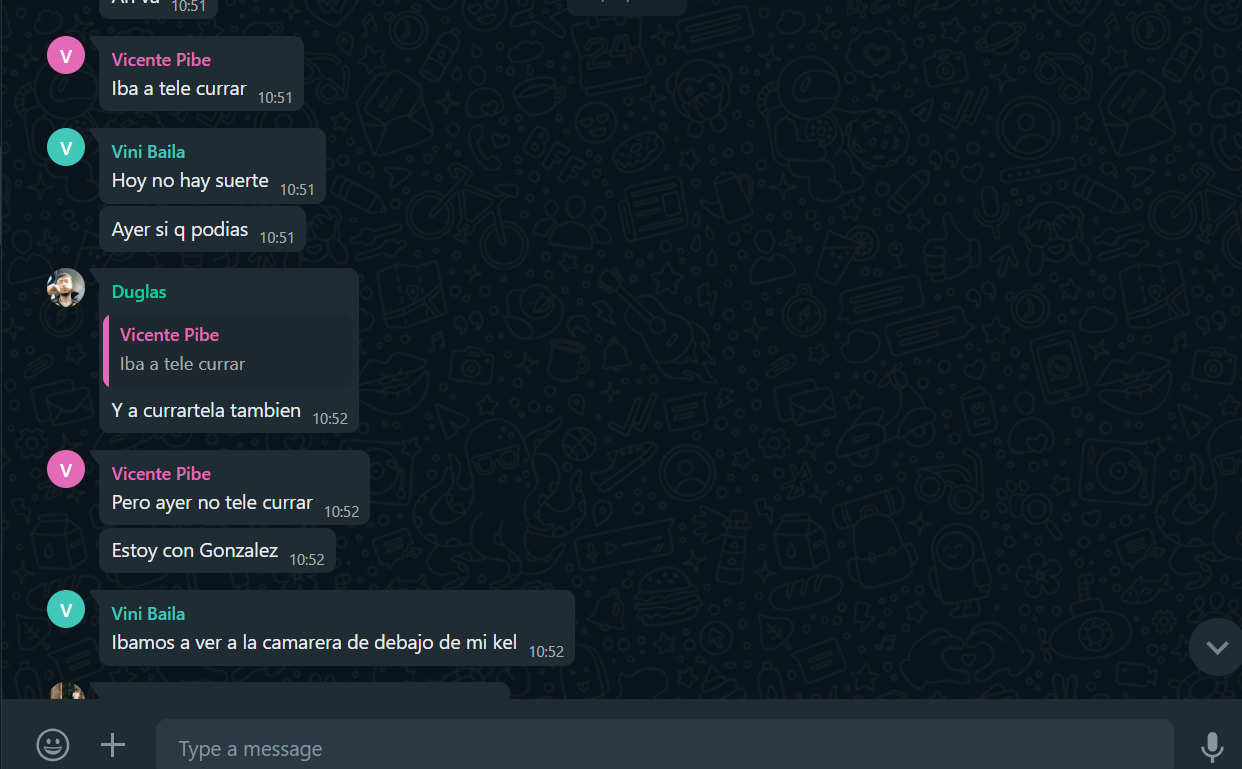 10:51
Vicente Pibe
Iba a tele currar 10:51
Vini Baila
Hoy no hay suerte 10:51
Ayer si q podias 10:51
Duglas
Vicente Pibe
Iba a tele currar
Y a currartela tambien 10:52
Vicente Pibe
Pero ayer no tele currar 10:52
Estoy con Gonzalez 10:52
Vini Baila
Ibamos a ver a la camarera de debajo de mi kel 10:52
Type a message